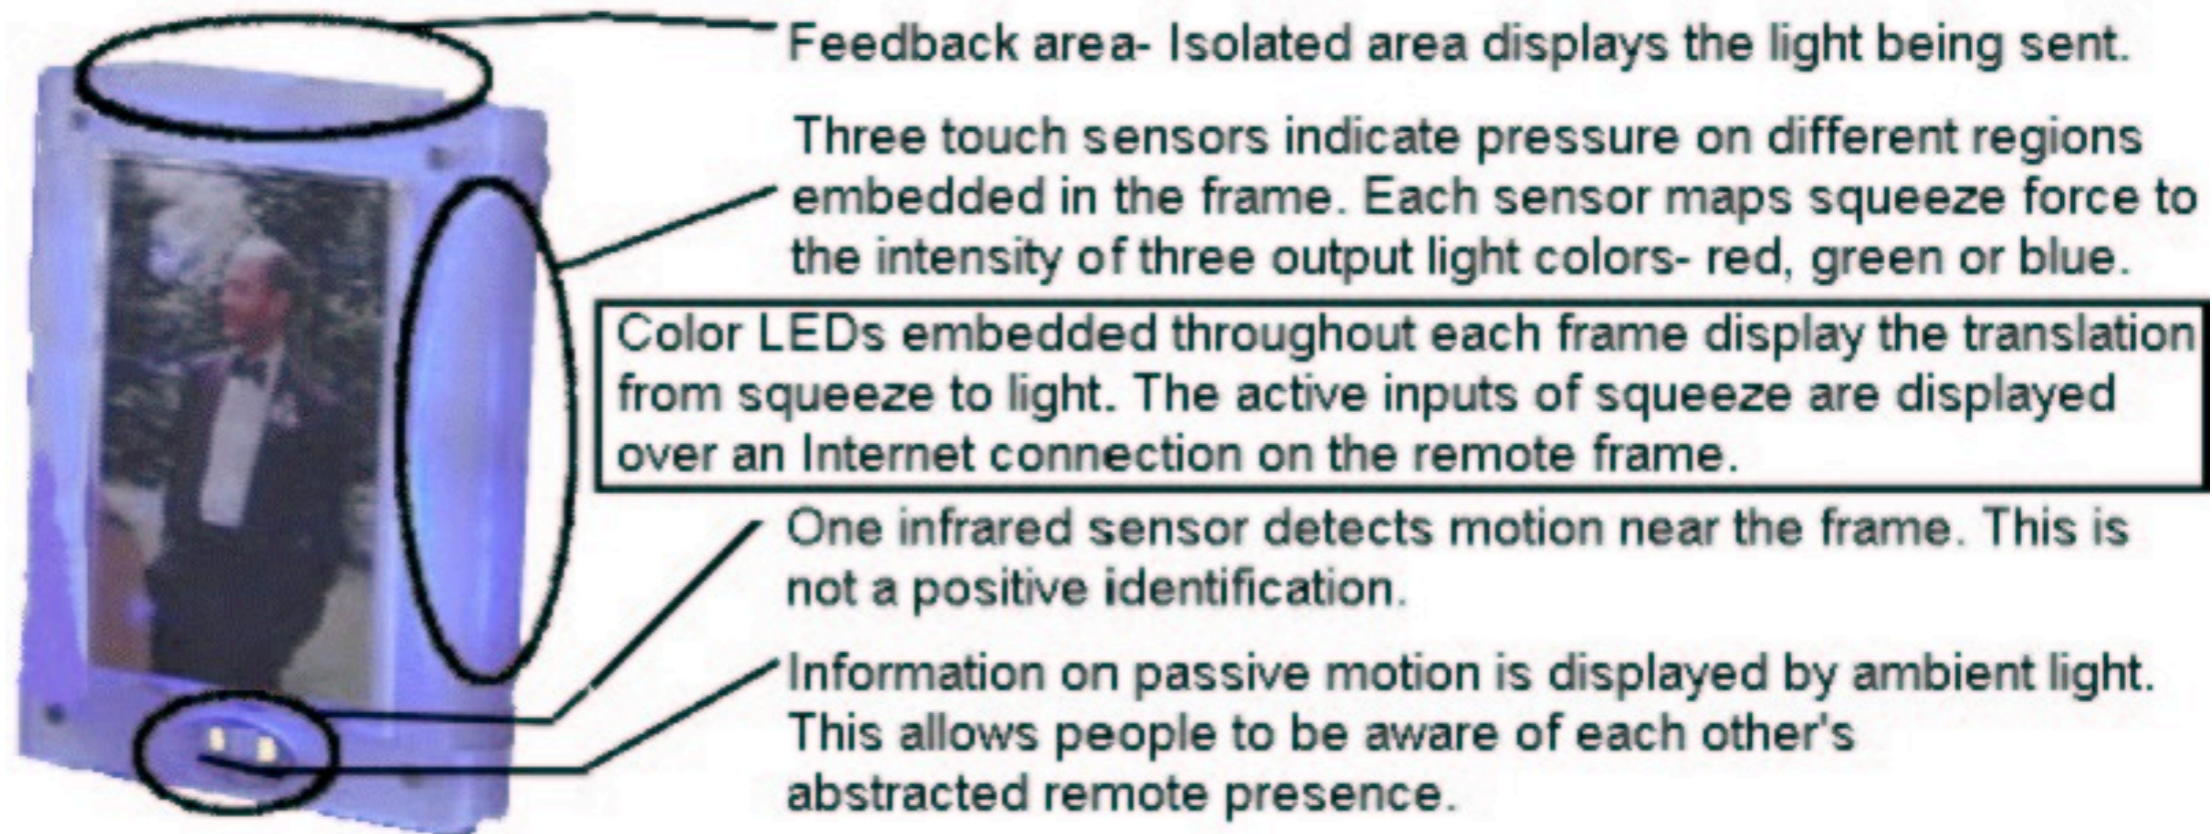 Feedback area- Isolated area displays the light being sent.
Three touch sensors indicate pressure on different regions
embedded in the frame. Each sensor maps squeeze force to
the intensity of three output light colors- red, green or blue.
Color LEDs embedded throughout each frame display the translation
from squeeze to light. The active inputs of squeeze are displayed
over an Internet connection on the remote frame.
One infrared sensor detects motion near the frame. This is
not a positive identification.
Information on passive motion is displayed by ambient light.
This allows people to be aware of each other's
abstracted remote presence.